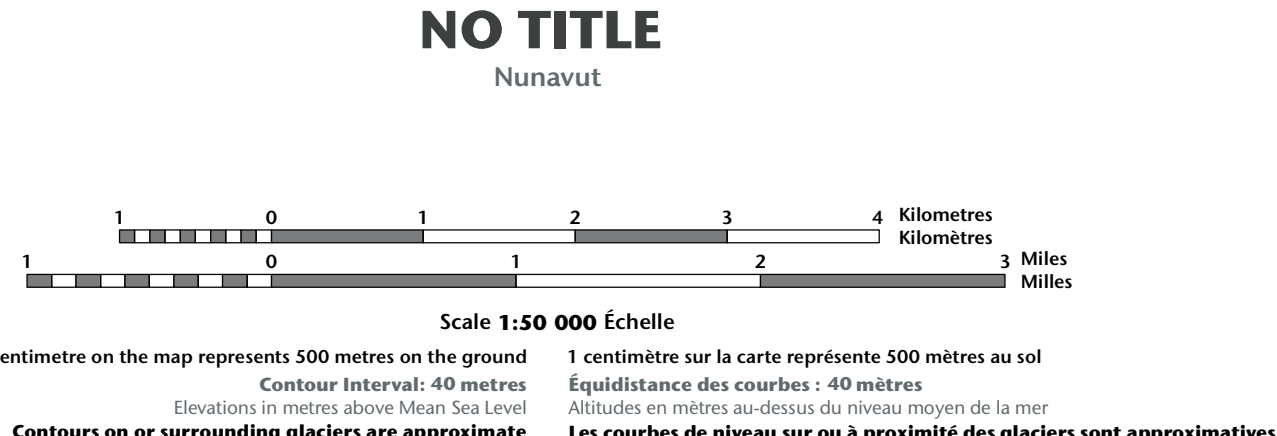 NO TITLE
Nunavut
1 0 1 2 3 4 Kilometres
Kilomètres
1 0 1 2 3 Miles
Milles
Scale 1:50 000 Échelle
entimetre on the map represents 500 metres on the ground
Contour Interval: 40 metres
Elevations in metres above Mean Sea Level
Contours on or surrounding glaciers are approximate
1 centimètre sur la carte représente 500 mètres au sol
Équidistance des courbes : 40 mètres
Altitudes en mètres au-dessus du niveau moyen de la mer
Les courbes de niveau sur ou à proximité des glaciers sont approximatives